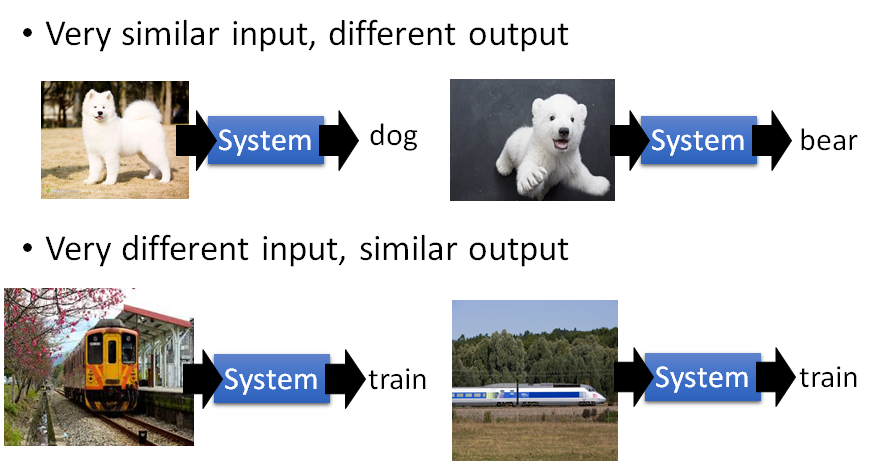 • Very similar input, different output
System
dog
System
bear
• Very different input, similar output
System
train
System
train